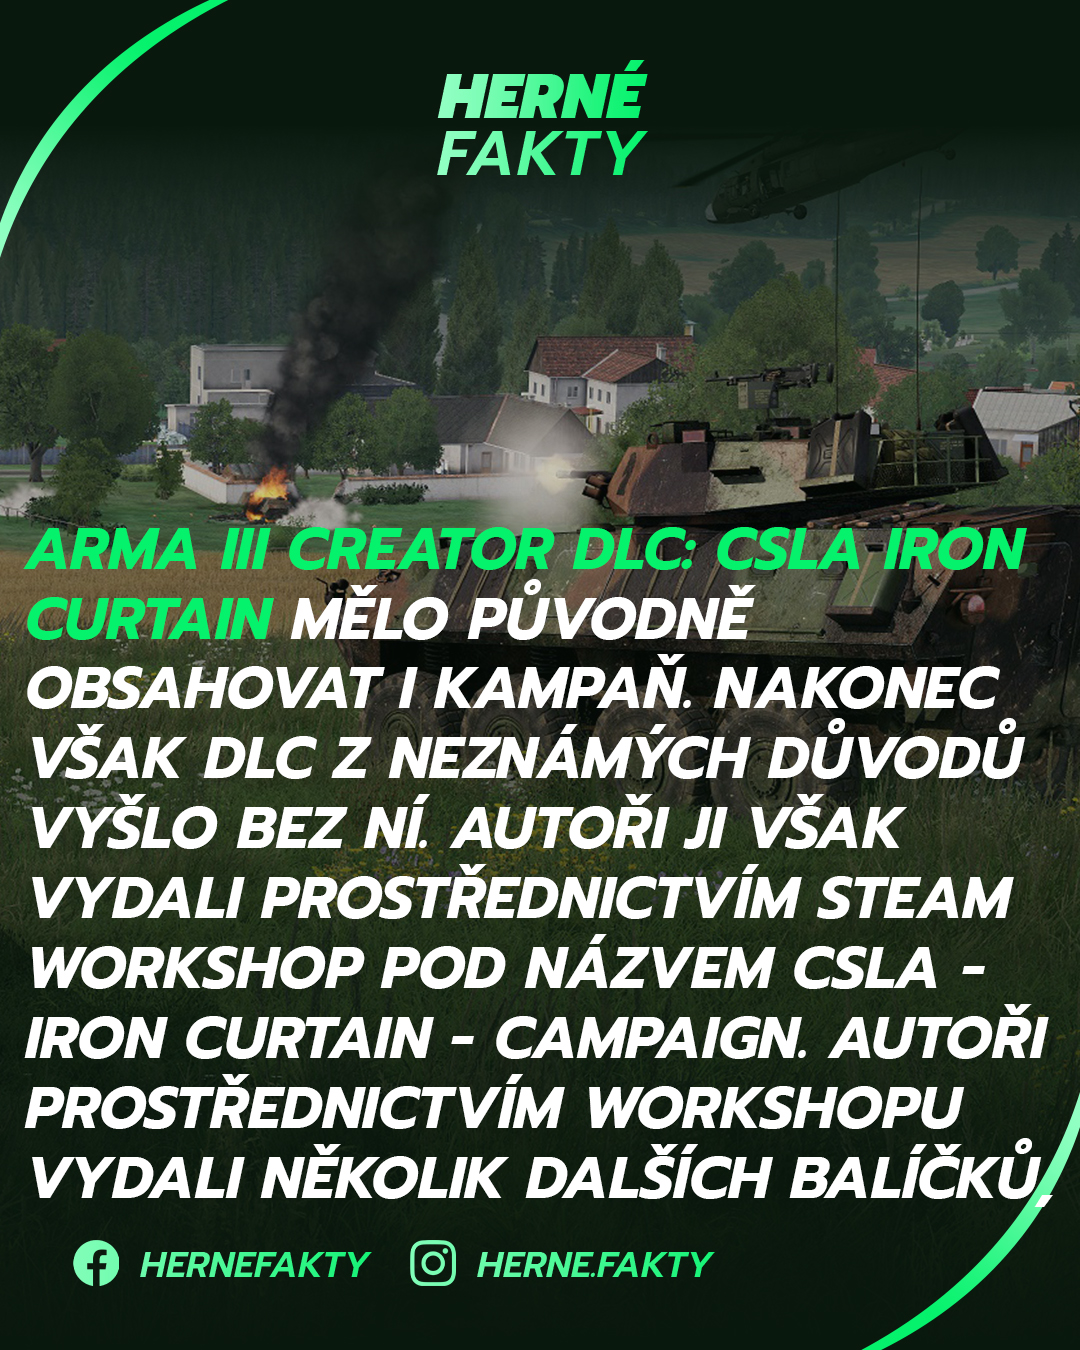 HERNÉ
FAKTY
ARMA III CREATOR DLC: CSLA IRON
CURTAIN MĚLO PŮVODNĚ
OBSAHOVAT I KAMPAŇ. NAKONEC
VŠAK DLC Z NEZNÁMÝCH DŮVODŮ
VYŠLO BEZ NÍ. AUTOŘI JI VŠAK
VYDALI PROSTŘEDNICTVÍM STEAM
WORKSHOP POD NÁZVEM CSLA -
IRON CURTAIN - CAMPAIGN. AUTOŘI
PROSTŘEDNICTVÍM WORKSHOPU
VYDALI NĚKOLIK DALŠÍCH BALÍČKŮ,
HERNEFAKTY HERNE.FAKTY